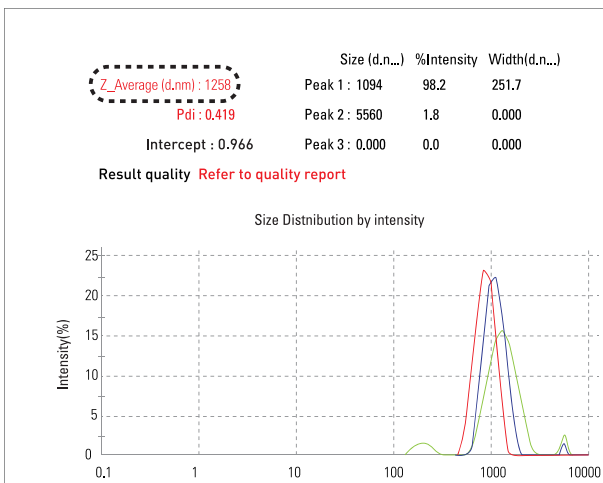 Size (d.n...) %Intensity Width(d.n...)
Z_Average (d.nm) : 1258 Peak 1 : 1094 98.2 251.7
Pdi : 0.419 Peak 2 : 5560 1.8 0.000
Intercept : 0.966 Peak 3 : 0.000 0.0 0.000
Result quality Refer to quality report
Size Distnibution by intensity
Intensity(%)
25
20
15
10
5
0
0.1 1 10 100 1000 10000